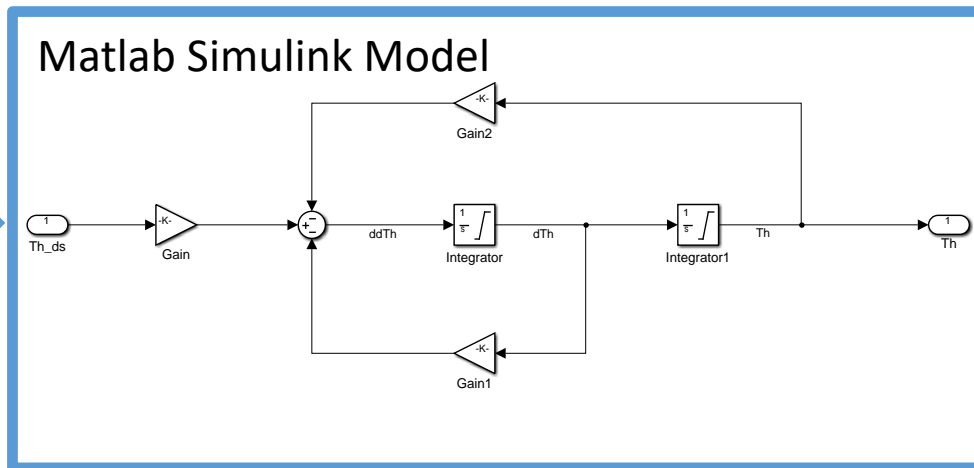 Matlab Simulink Model
-K-
Gain2
1
Th_ds
-K-
Gain
+
−
−
ddTh
1
s
Integrator
dTh
1
s
Integrator1
Th
1
Th
-K-
Gain1